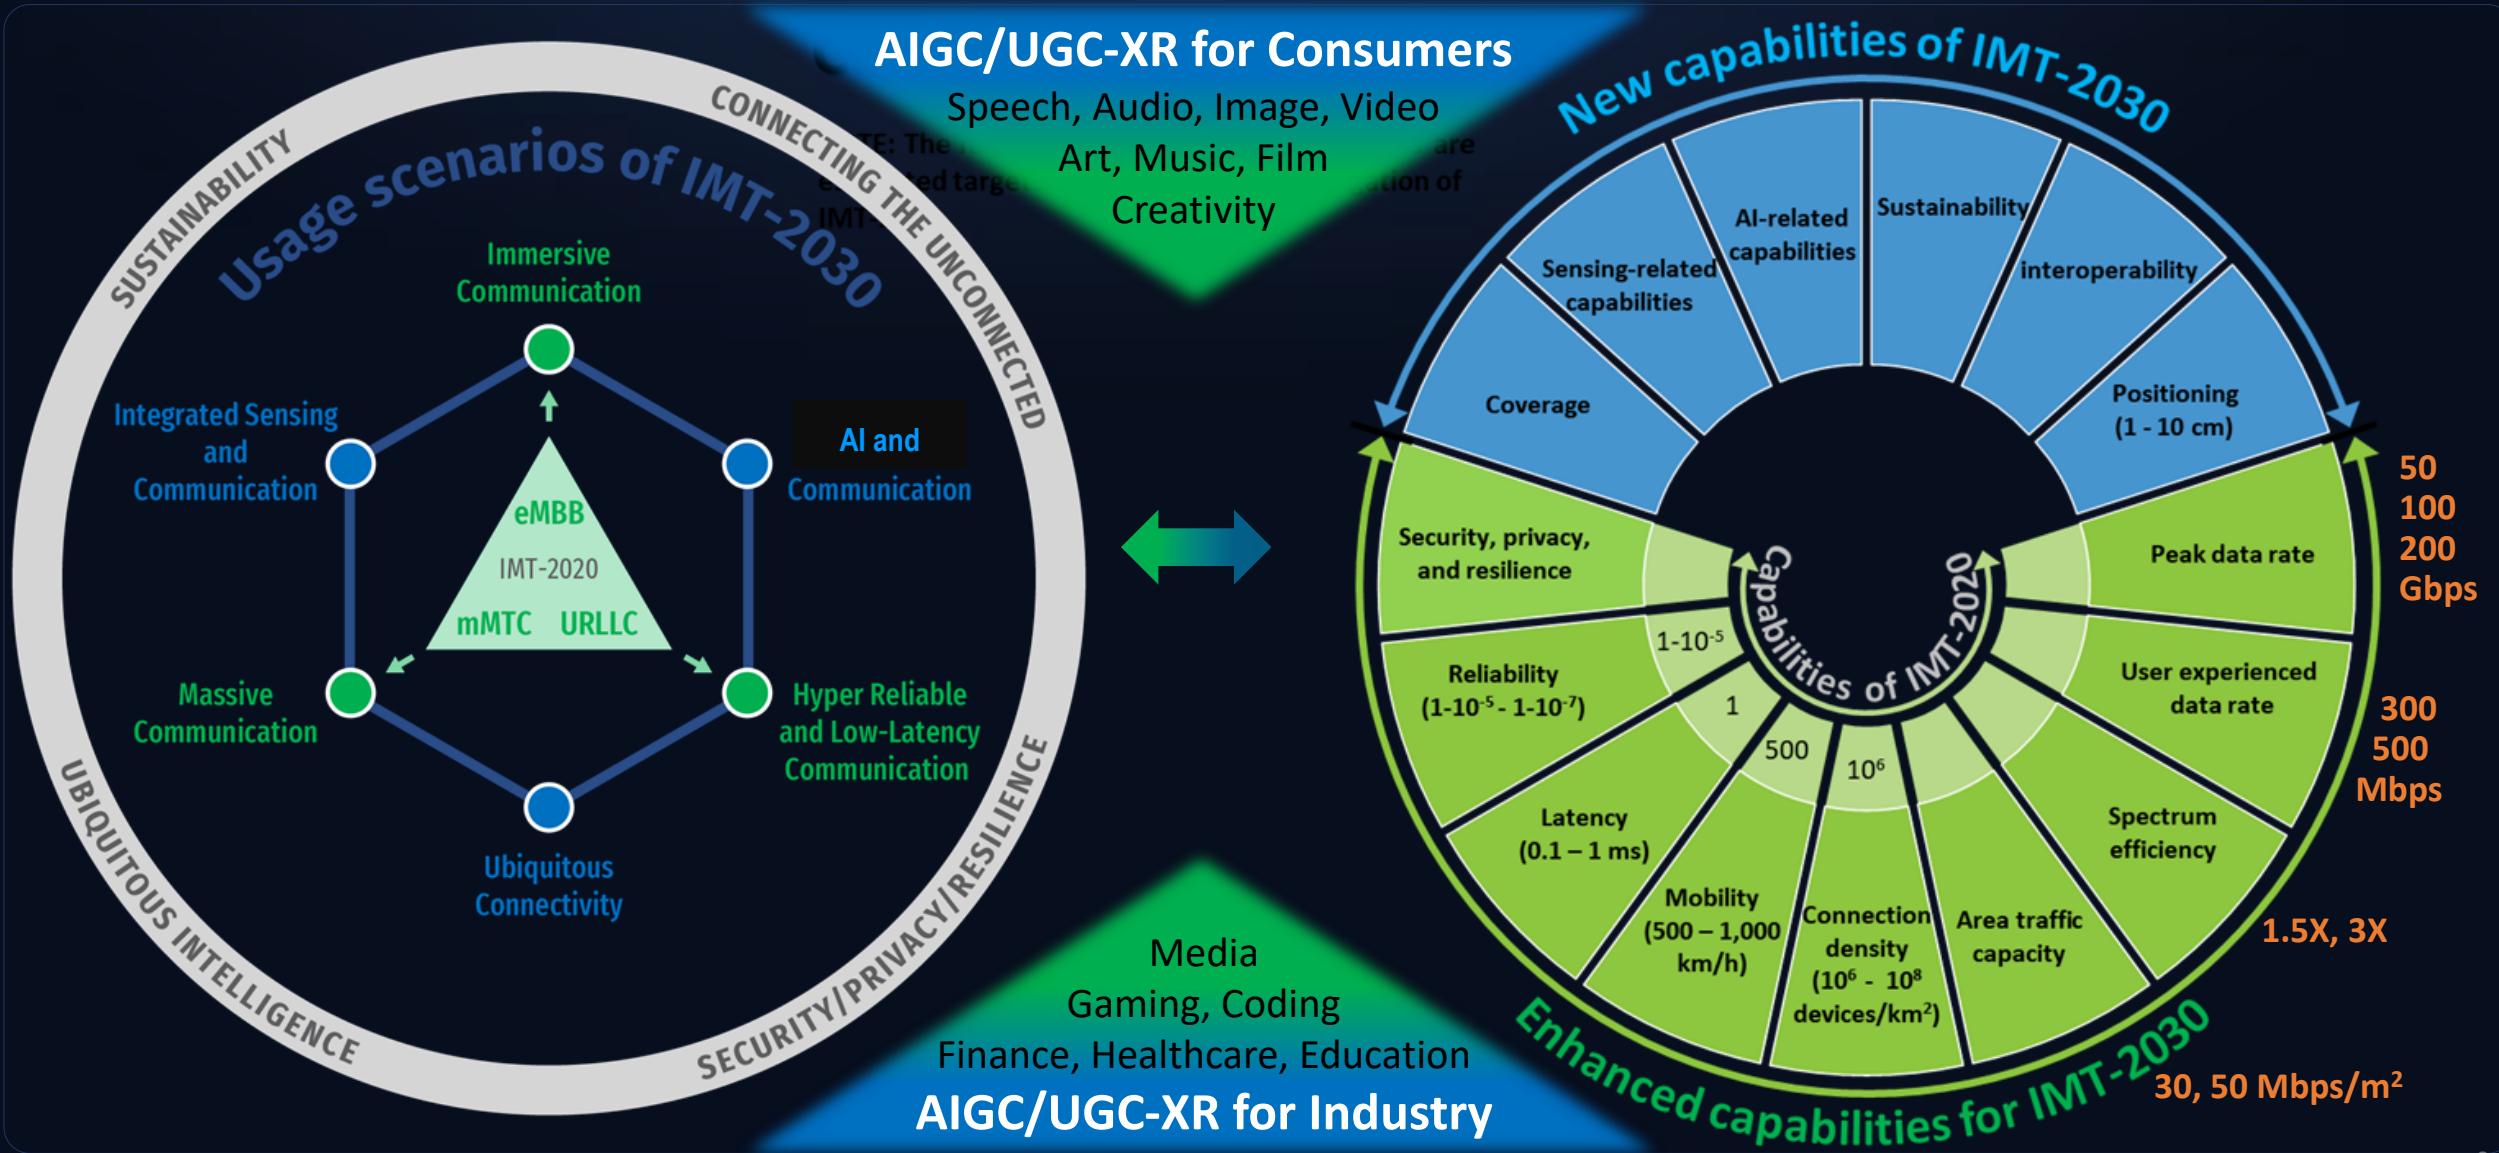 AIGC/UGC-XR for Consumers
Speech, Audio, Image, Video
Art, Music, Film
Creativity
E: The
are
ted targe
tion of
IMT
SUSTAINABILITY
CONNECTING THE UNCONNECTED
UBIQUITOUS INTELLIGENCE
SECURITY/PRIVACY/RESILIENCE
Usage scenarios of IMT-2030
Immersive
Communication
Integrated Sensing
and
Communication
AI and
Communication
eMBB
IMT-2020
mMTC URLLC
Massive
Communication
Hyper Reliable
and Low-Latency
Communication
Ubiquitous
Connectivity
Media
Gaming, Coding
Finance, Healthcare, Education
AIGC/UGC-XR for Industry
New capabilities of IMT-2030
Coverage
Sensing-related
capabilities
AI-related
capabilities
Sustainability
interoperability
Positioning
(1 - 10 cm)
Security, privacy,
and resilience
Reliability
(1-10⁻⁵ - 1-10⁻⁷)
Latency
(0.1 – 1 ms)
Mobility
(500 – 1,000
km/h)
Connection
density
(10⁶ - 10⁸
devices/km²)
Area traffic
capacity
Spectrum
efficiency
User experienced
data rate
Peak data rate
1-10⁻⁵
1
500
10⁶
Capabilities of IMT-2020
Enhanced capabilities for IMT-2030
50
100
200
Gbps
300
500
Mbps
1.5X, 3X
30, 50 Mbps/m²